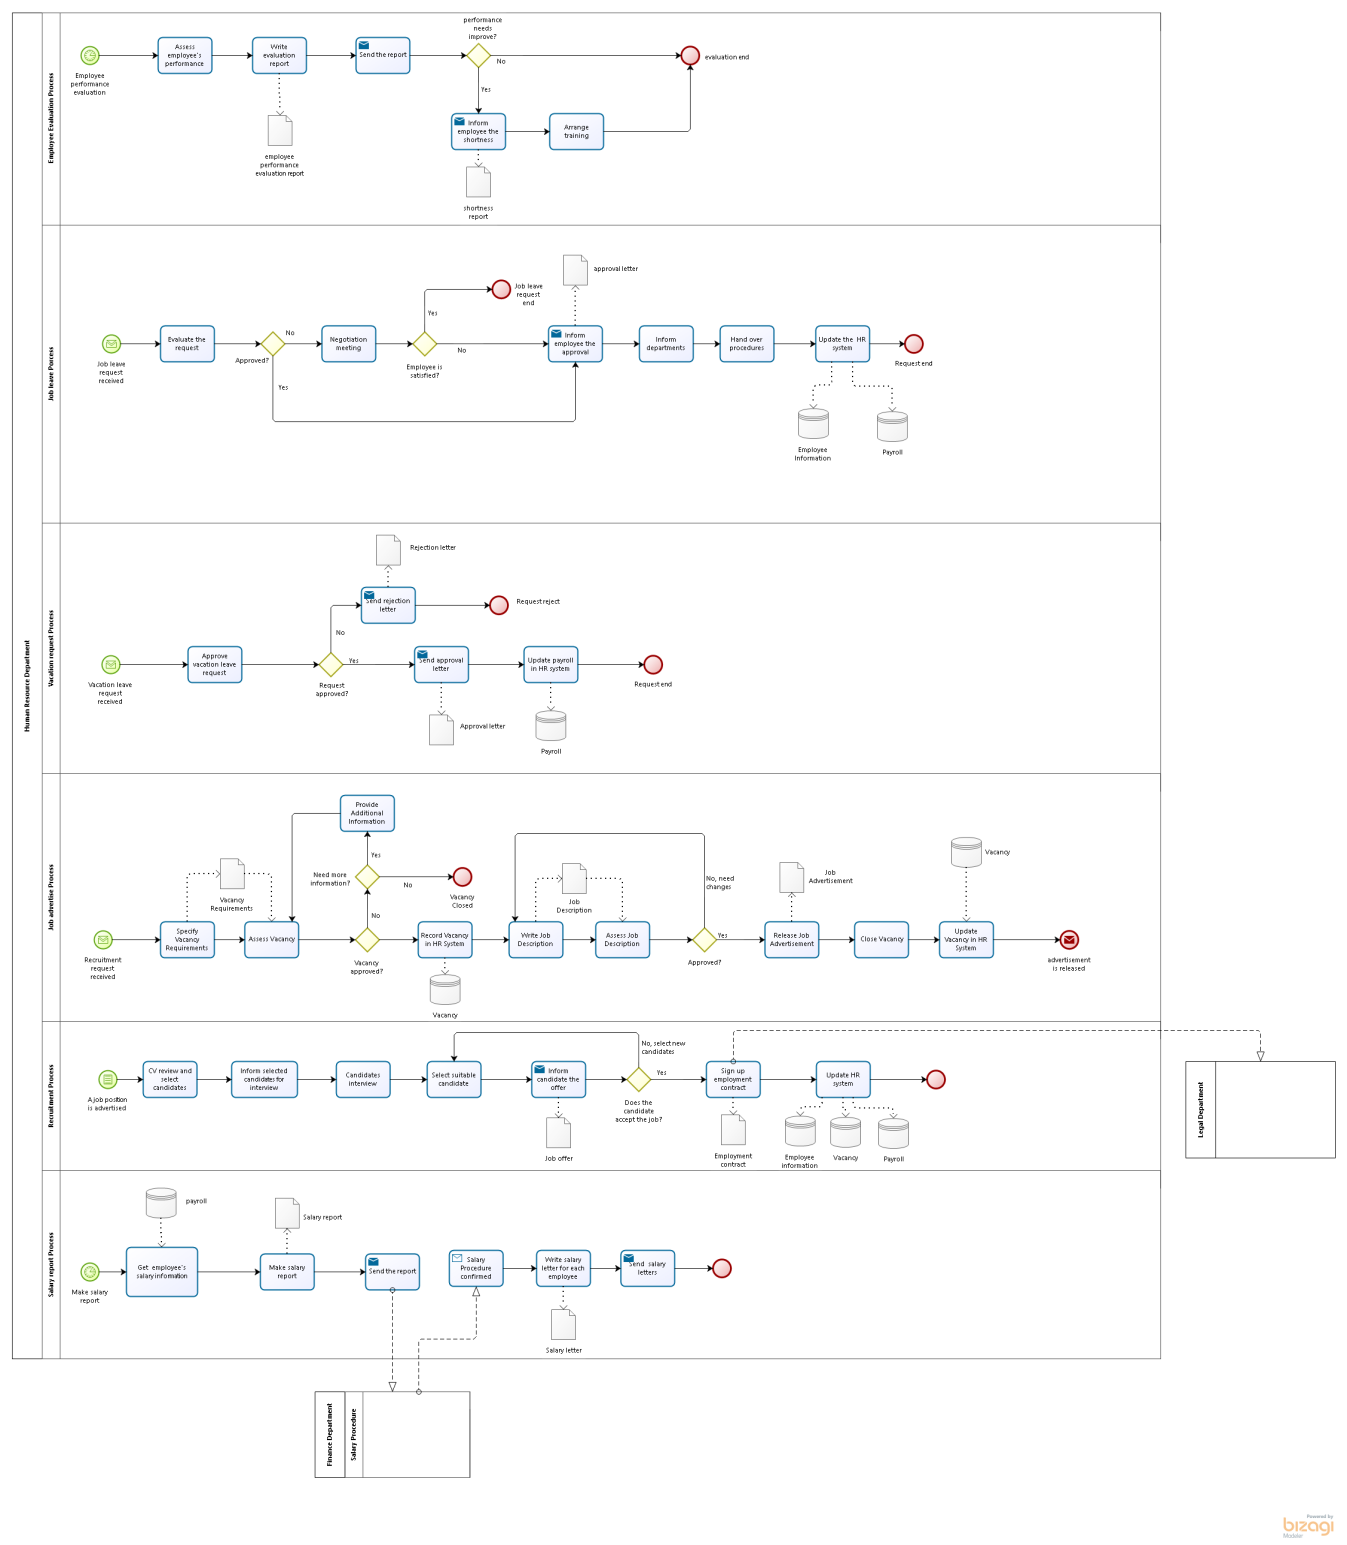 Human Resource Department
Employee Evaluation Process
performance
needs
improve?
Employee
performance
evaluation
Assess
employee's
performance
Write
evaluation
report
Send the report
No
evaluation end
Yes
Inform
employee the
shortness
Arrange
training
employee
performance
evaluation report
shortness
report
Job leave Porcess
approval letter
Job leave
request
end
Yes
Job leave
request
received
Evaluate the
request
No
Approved?
Yes
Negotiation
meeting
Employee is
satisfied?
No
Inform
employee the
approval
Inform
departments
Hand over
procedures
Update the HR
system
Request end
Employee
Information
Payroll
Vacation request Process
Rejection letter
Send rejection
letter
Request reject
No
Vacation leave
request
received
Approve
vacation leave
request
Request
approved?
Yes
Send approval
letter
Update payroll
in HR system
Request end
Approval letter
Payroll
Job advertise Process
Provide
Additional
Information
Yes
Need more
information?
No
Vacancy
Closed
Vacancy
Requirements
No
Job
Description
No, need
changes
Job
Advertisement
Vacancy
Recruitment
request
received
Specify
Vacancy
Requirements
Assess Vacancy
Vacancy
approved?
Record Vacancy
in HR System
Write Job
Description
Assess Job
Description
Approved?
Yes
Release Job
Advertisement
Close Vacancy
Update
Vacancy in HR
System
advertisement
is released
Vacancy
Recruitment Process
No, select new
candidates
A job position
is advertised
CV review and
select
candidates
Inform selected
candidates for
interview
Candidates
interview
Select suitable
candidate
Inform
candidate the
offer
Does the
candidate
accept the job?
Yes
Sign up
employment
contract
Update HR
system
Job offer
Employment
contract
Employee
information
Vacancy
Payroll
Legal Department
Salary report Process
payroll
Salary report
Make salary
report
Get employee's
salary information
Make salary
report
Send the report
Salary
Procedure
confirmed
Write salary
letter for each
employee
Send salary
letters
Salary letter
Finance Department
Salary Procedure
Powered by
bizagi
Modeler